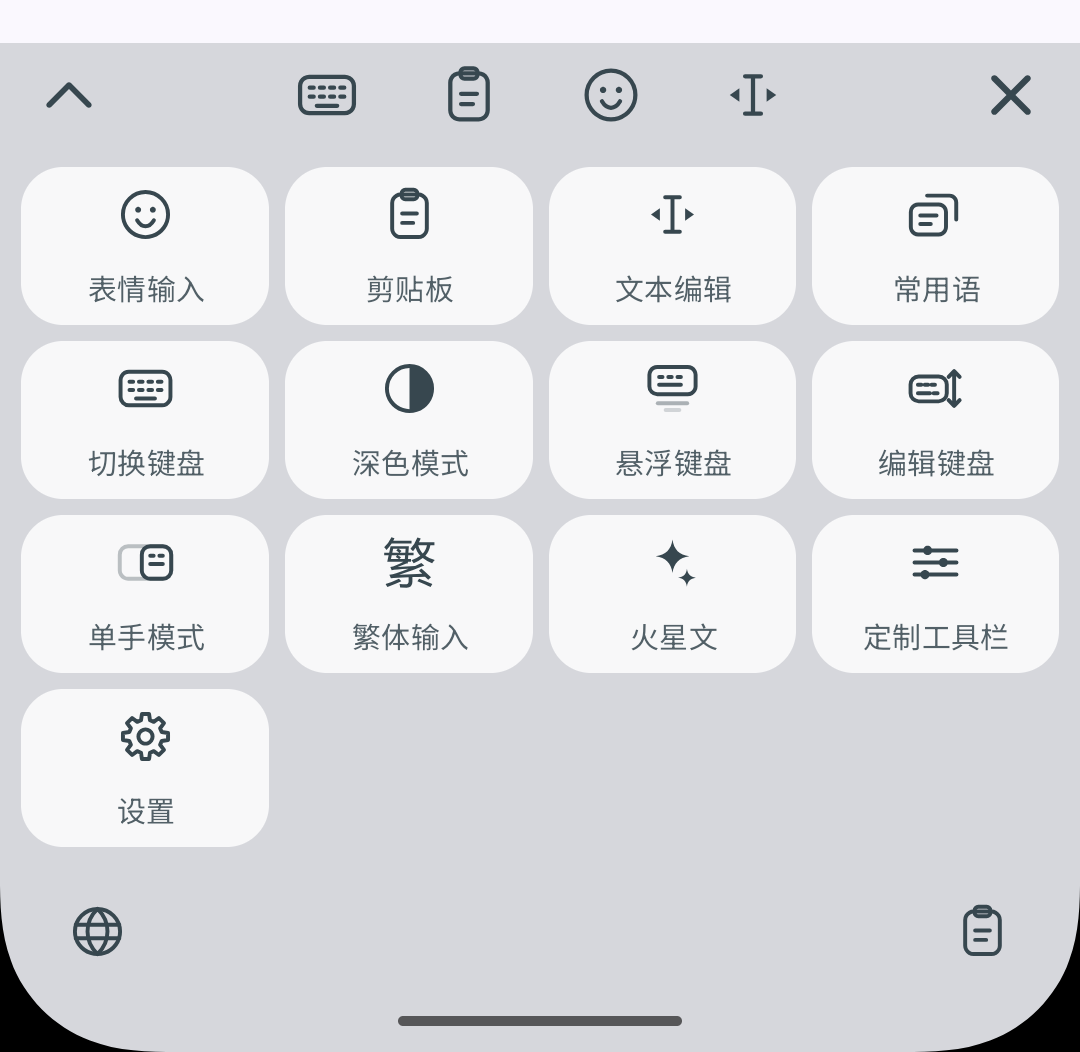 表情输入
剪贴板
文本编辑
常用语
切换键盘
深色模式
悬浮键盘
编辑键盘
单手模式
繁
繁体输入
火星文
定制工具栏
设置